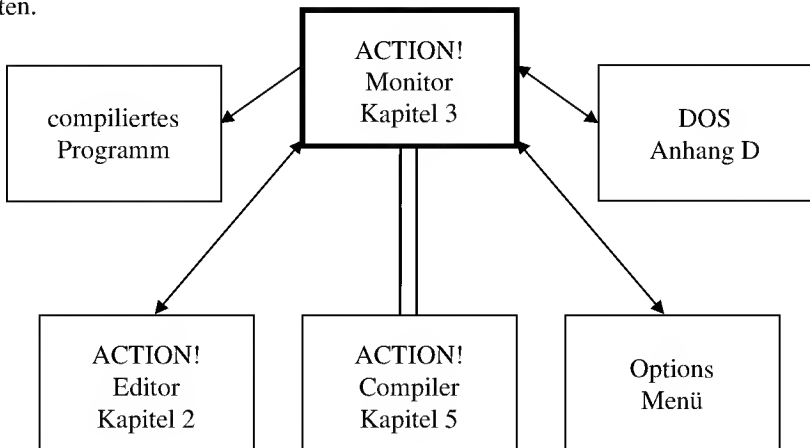 ten.
ACTION!
Monitor
Kapitel 3
compiliertes
Programm
DOS
Anhang D
ACTION!
Editor
Kapitel 2
ACTION!
Compiler
Kapitel 5
Options
Menü